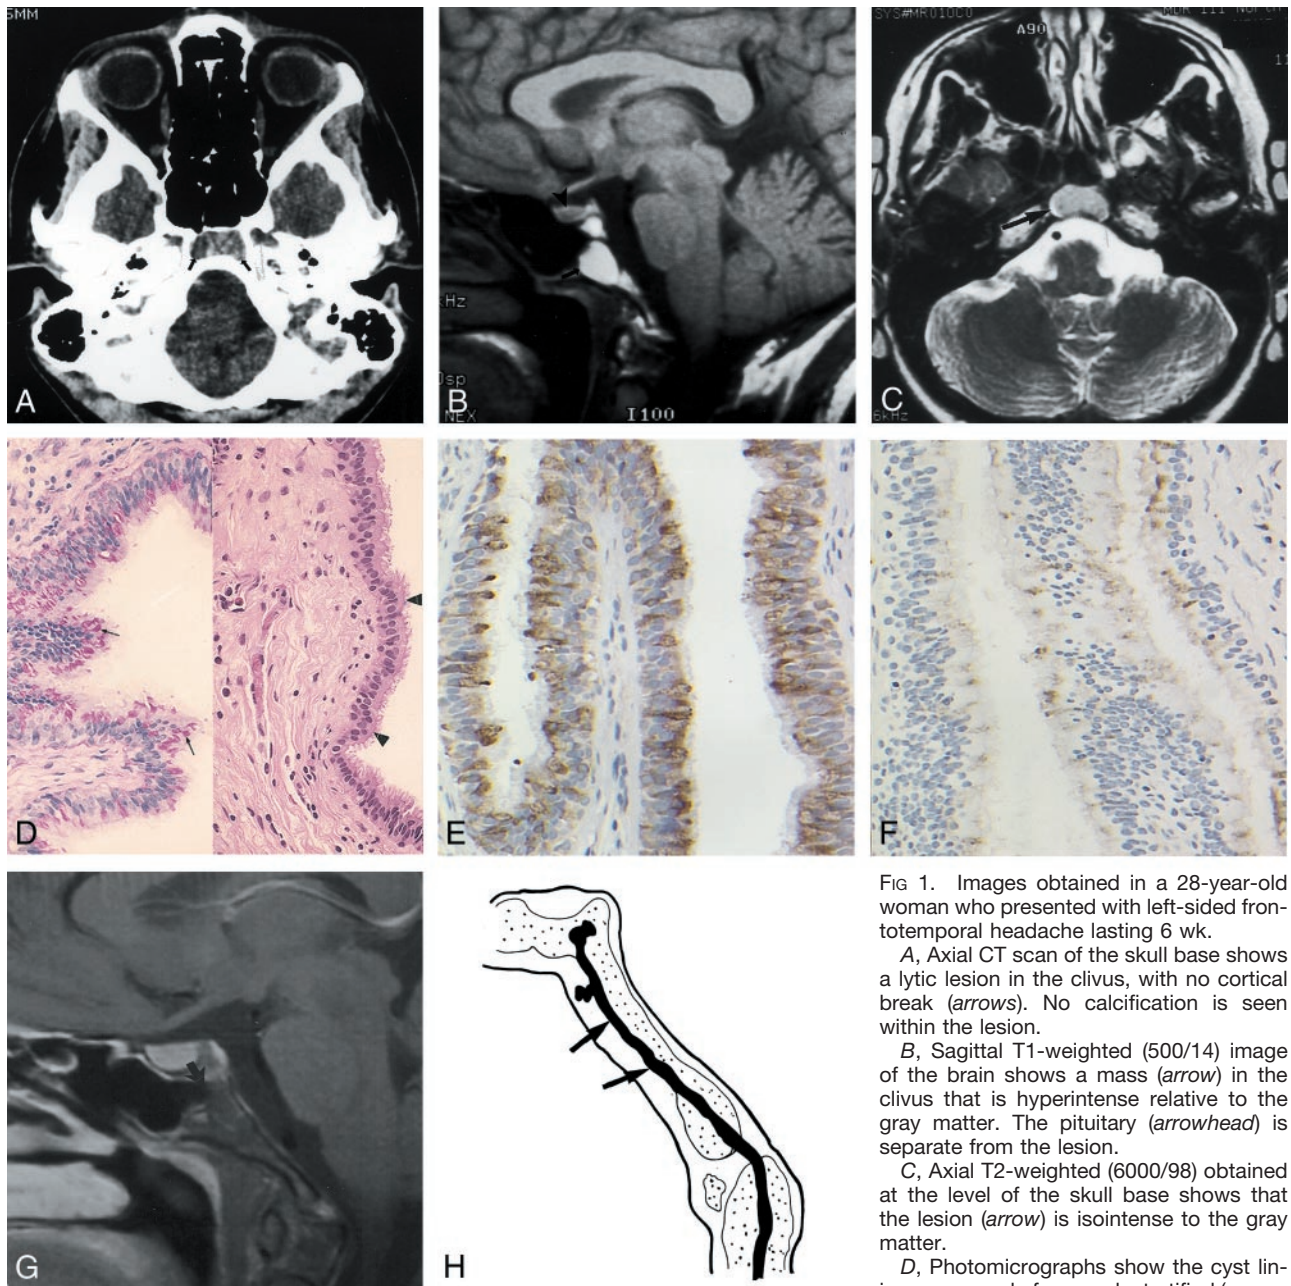 SMM
A
kHz
Osp
NEX
B
I100
A90
11
C
6kHz
D
E
F
G
H
FIG 1. Images obtained in a 28-year-old
woman who presented with left-sided fron-
totemporal headache lasting 6 wk.
A, Axial CT scan of the skull base shows
a lytic lesion in the clivus, with no cortical
break (arrows). No calcification is seen
within the lesion.
B, Sagittal T1-weighted (500/14) image
of the brain shows a mass (arrow) in the
clivus that is hyperintense relative to the
gray matter. The pituitary (arrowhead) is
separate from the lesion.
C, Axial T2-weighted (6000/98) obtained
at the level of the skull base shows that
the lesion (arrow) is isointense to the gray
matter.
D, Photomicrographs show the cyst lin-